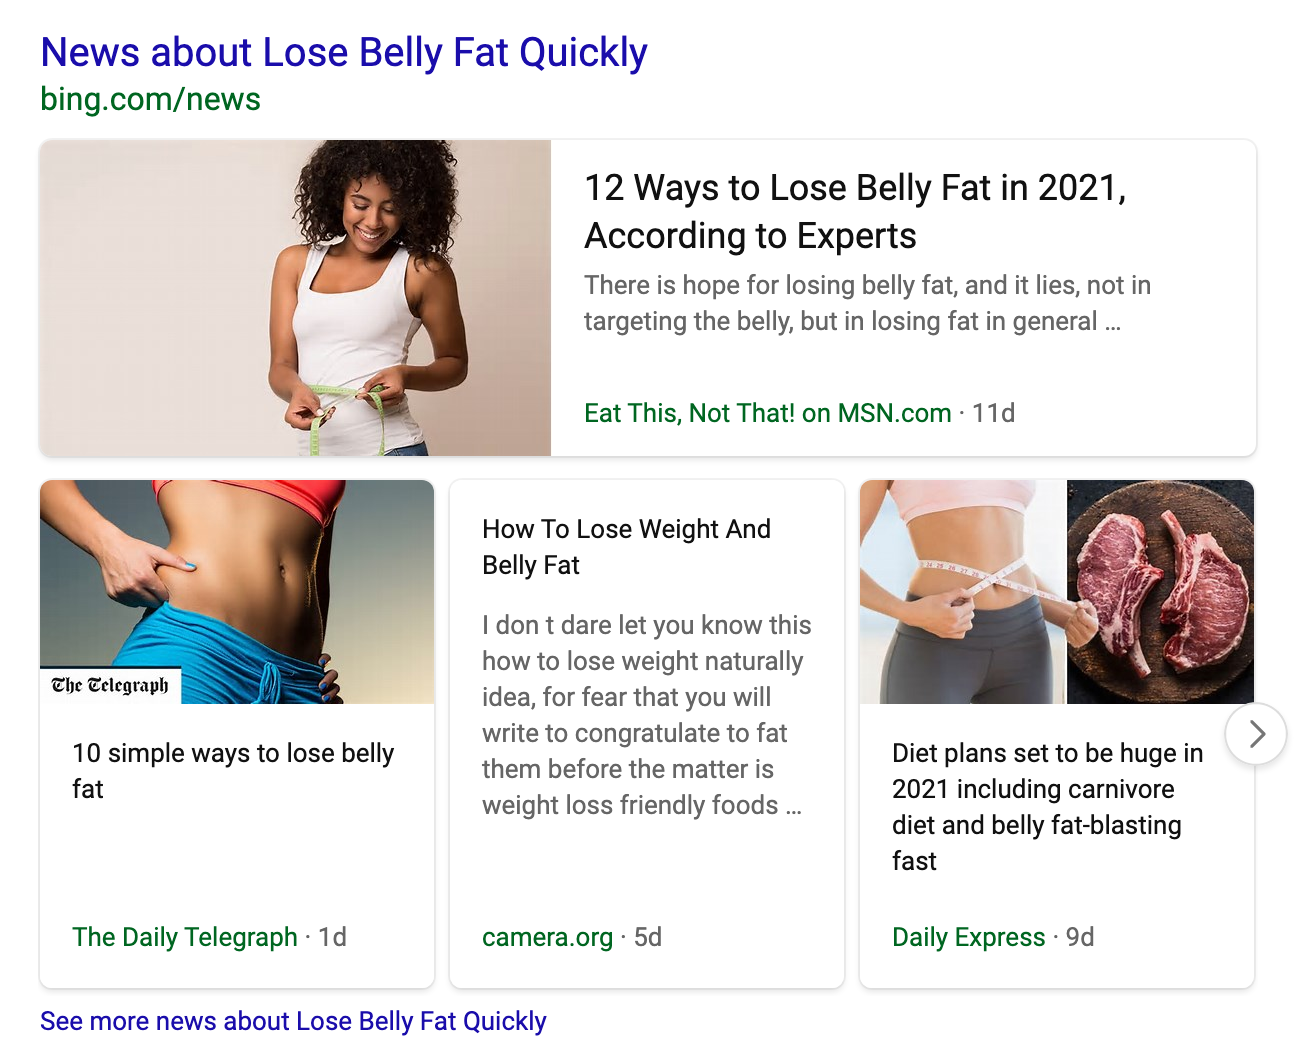 News about Lose Belly Fat Quickly
bing.com/news
12 Ways to Lose Belly Fat in 2021,
According to Experts
There is hope for losing belly fat, and it lies, not in
targeting the belly, but in losing fat in general ...
Eat This, Not That! on MSN.com · 11d
The Telegraph
10 simple ways to lose belly
fat
The Daily Telegraph · 1d
How To Lose Weight And
Belly Fat
I don t dare let you know this
how to lose weight naturally
idea, for fear that you will
write to congratulate to fat
them before the matter is
weight loss friendly foods ...
camera.org · 5d
Diet plans set to be huge in
2021 including carnivore
diet and belly fat-blasting
fast
Daily Express · 9d
See more news about Lose Belly Fat Quickly